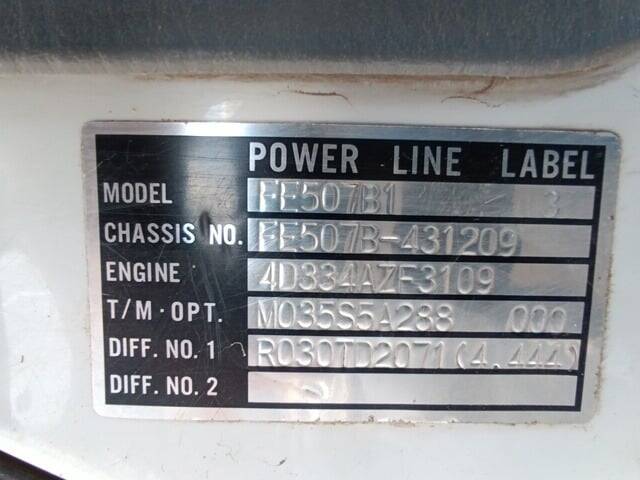 POWER LINE LABEL
MODEL FE507B1 3
CHASSIS NO. FE507B-431209
ENGINE 4D334AZF3109
T/M·OPT. M035S5A288 000
DIFF. NO. 1 R030TD2071(4.444)
DIFF. NO. 2